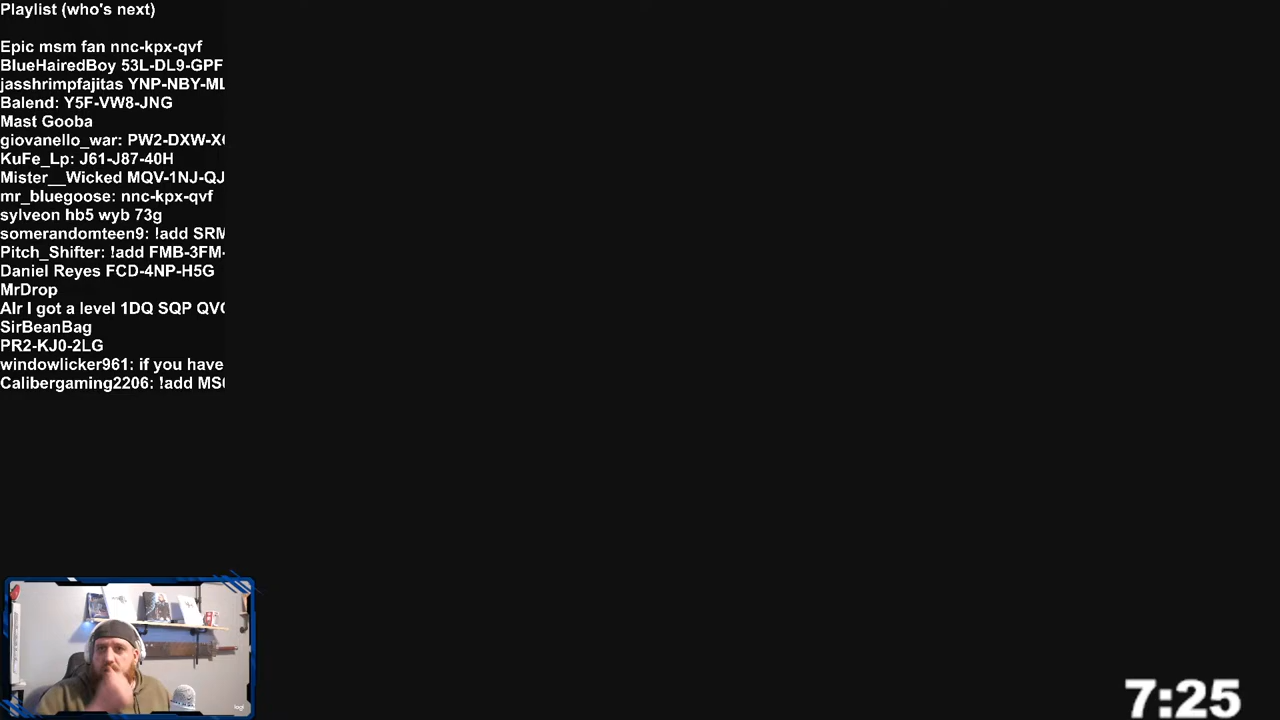 Playlist (who's next)
Epic msm fan nnc-kpx-qvf
BlueHairedBoy 53L-DL9-GPF
jasshrimpfajitas YNP-NBY-ML
Balend: Y5F-VW8-JNG
Mast Gooba
giovanello_war: PW2-DXW-X
KuFe_Lp: J61-J87-40H
Mister__Wicked MQV-1NJ-QJ
mr_bluegoose: nnc-kpx-qvf
sylveon hb5 wyb 73g
somerandomteen9: !add SRM
Pitch_Shifter: !add FMB-3FM-
Daniel Reyes FCD-4NP-H5G
MrDrop
Alr I got a level 1DQ SQP QV
SirBeanBag
PR2-KJ0-2LG
windowlicker961: if you have
Calibergaming2206: !add MS
logi
7:25